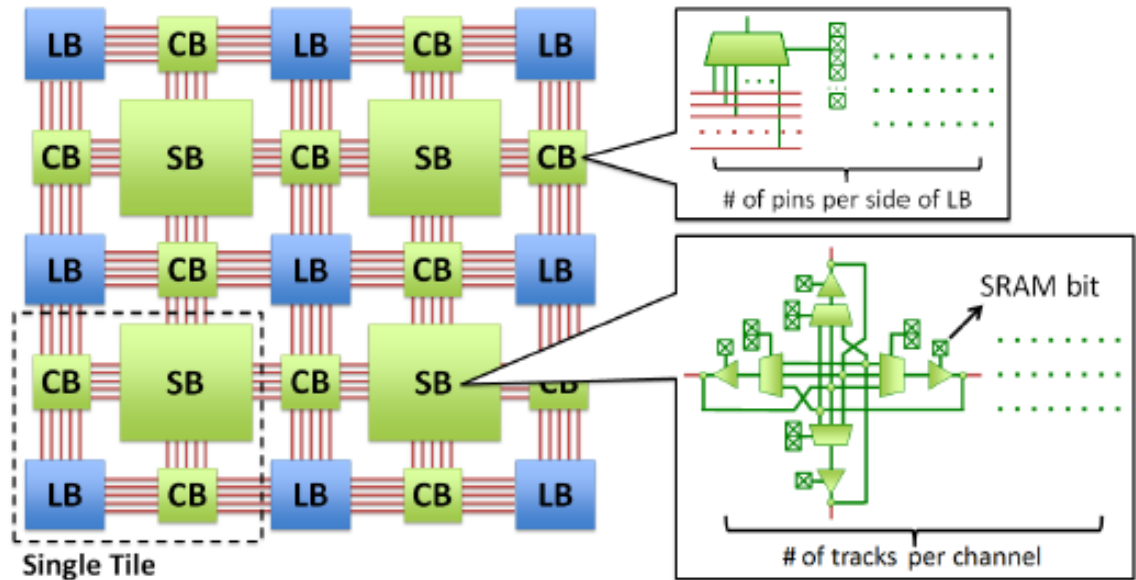 LB CB LB CB LB
CB SB CB SB CB
# of pins per side of LB
LB CB LB CB LB
SRAM bit
CB SB CB SB CB
LB CB LB CB LB
# of tracks per channel
Single Tile